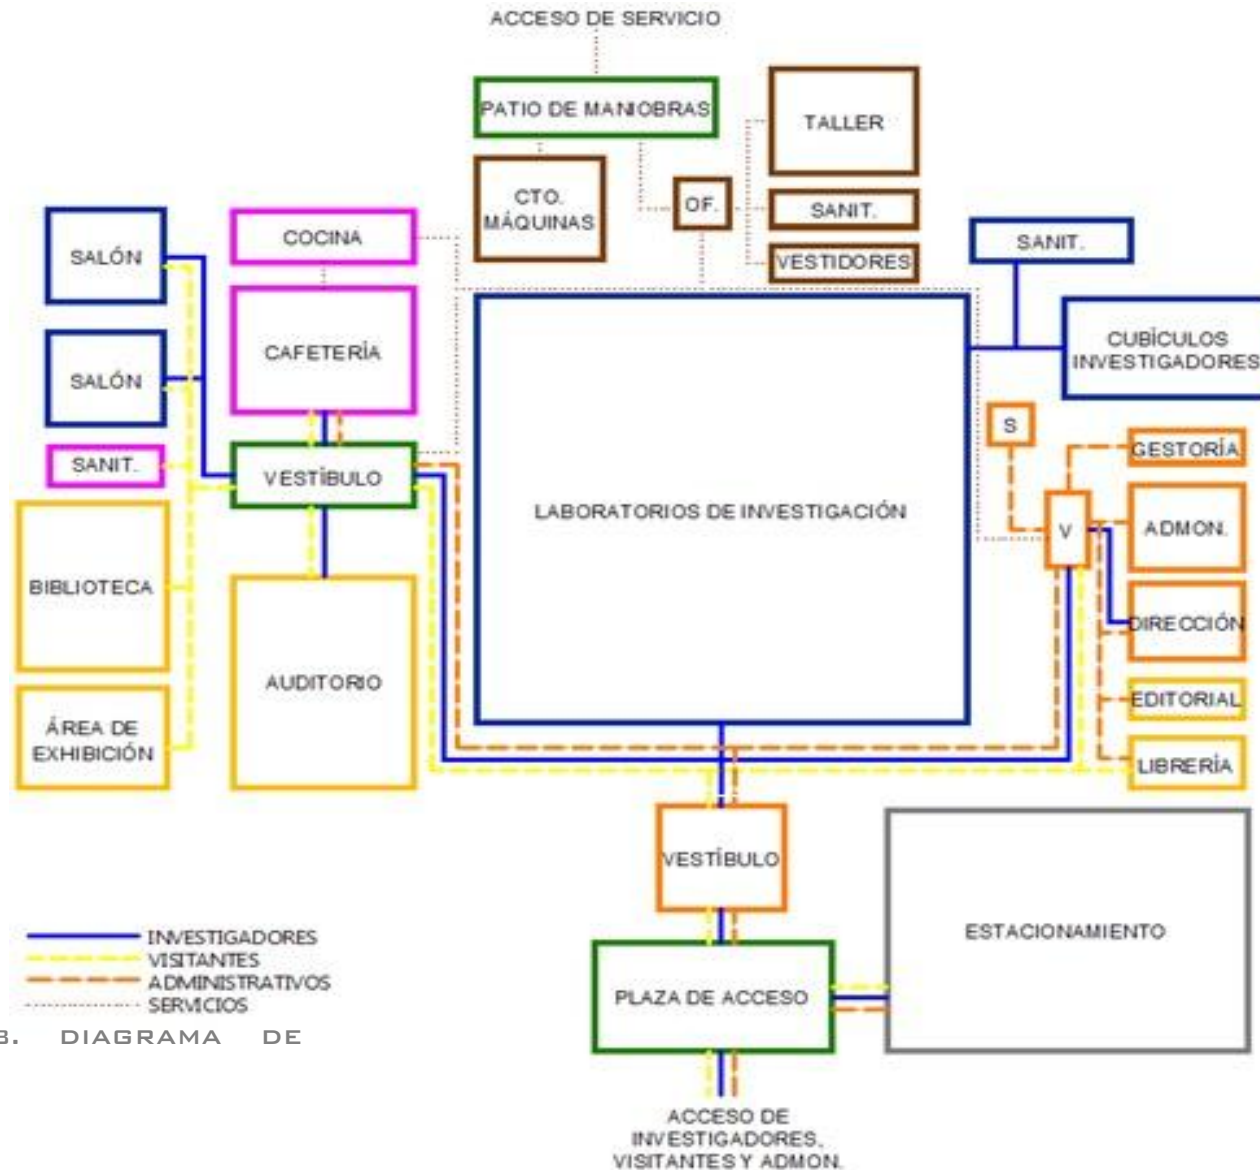 ACCESO DE SERVICIO
PATIO DE MANIOBRAS
TALLER
CTO.
MÁQUINAS
OF.
SANIT.
VESTIDORES
SALÓN
COCINA
SANIT.
SALÓN
CAFETERÍA
CUBÍCULOS
INVESTIGADORES
S
GESTORÍA
SANIT.
VESTÍBULO
LABORATORIOS DE INVESTIGACIÓN
V
ADMON.
BIBLIOTECA
DIRECCIÓN
AUDITORIO
EDITORIAL
ÁREA DE
EXHIBICIÓN
LIBRERÍA
VESTÍBULO
ESTACIONAMIENTO
INVESTIGADORES
VISITANTES
ADMINISTRATIVOS
SERVICIOS
PLAZA DE ACCESO
DIAGRAMA DE
ACCESO DE
INVESTIGADORES,
VISITANTES Y ADMON.